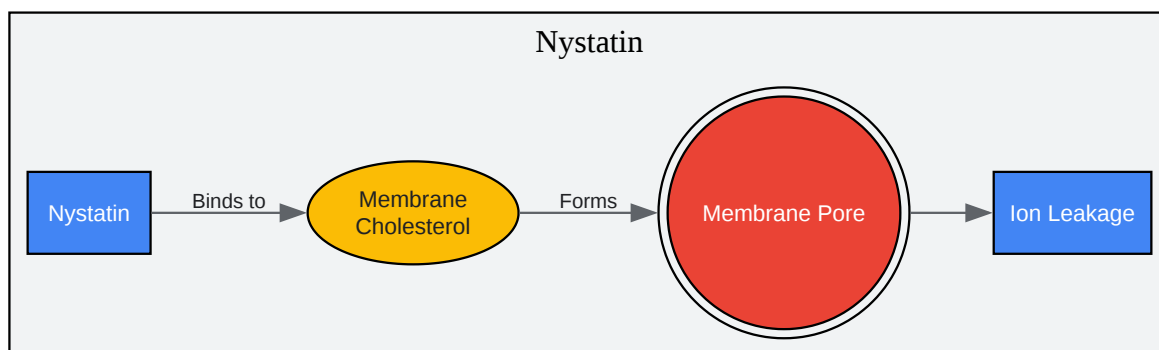 Nystatin
Nystatin
Binds to
Membrane
Cholesterol
Forms
Membrane Pore
Ion Leakage